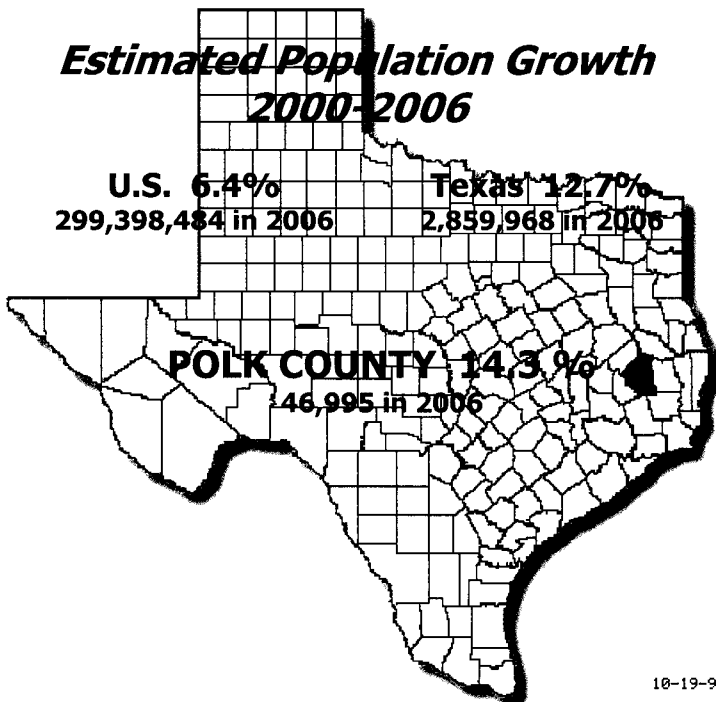 Estimated Population Growth
2000-2006
U.S. 6.4%
299,398,484 in 2006
Texas 12.7%
2,859,968 in 2006
POLK COUNTY 14.3 %
46,995 in 2006
10-19-9